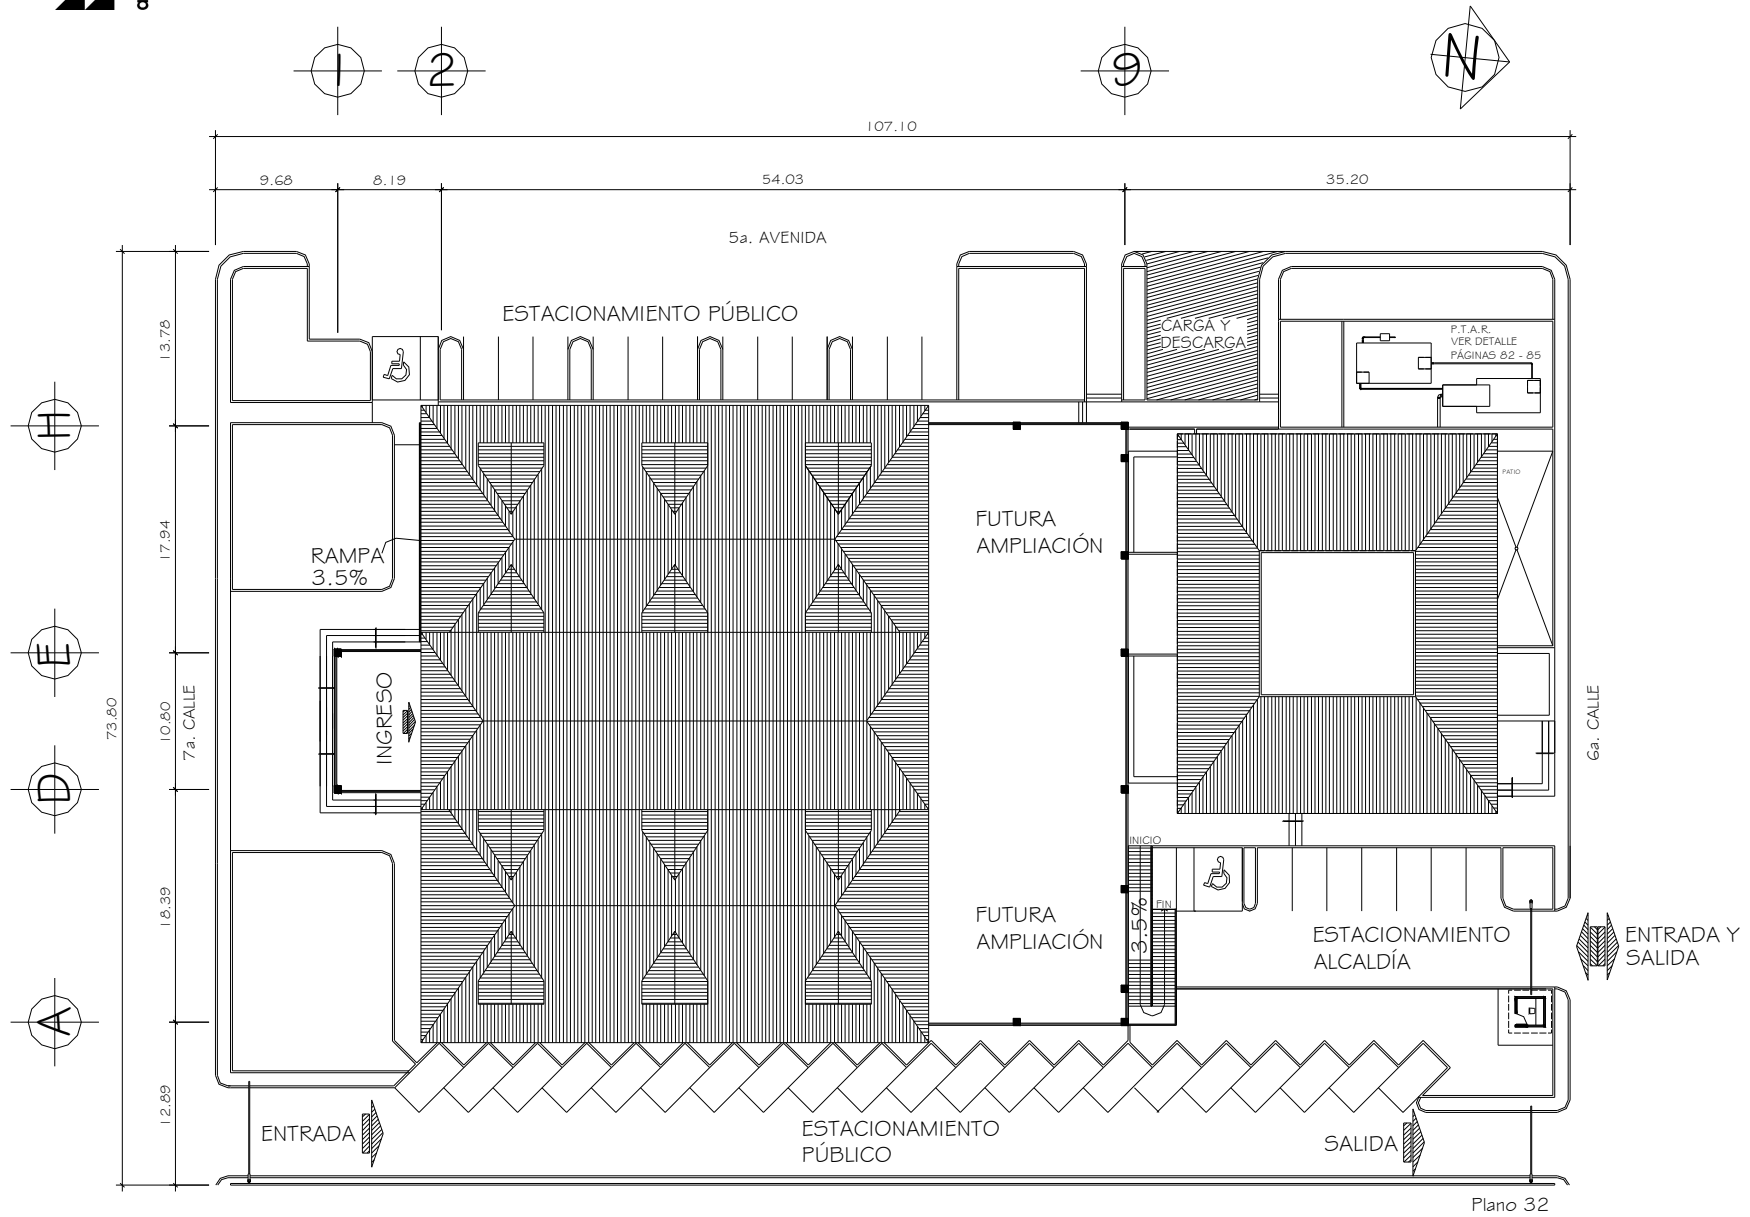 1
2
9
N
107.10
9.68
8.19
54.03
35.20
5a. AVENIDA
ESTACIONAMIENTO PÚBLICO
CARGA Y
DESCARGA
P.T.A.R.
VER DETALLE
PÁGINAS 82 - 85
13.78
H
17.94
RAMPA
3.5%
FUTURA
AMPLIACIÓN
PATIO
E
73.80
10.80
7a. CALLE
INGRESO
6a. CALLE
D
INICIO
18.39
FIN
3.5%
FUTURA
AMPLIACIÓN
ESTACIONAMIENTO
ALCALDÍA
ENTRADA Y
SALIDA
A
12.89
ENTRADA
ESTACIONAMIENTO
PÚBLICO
SALIDA
Plano 32